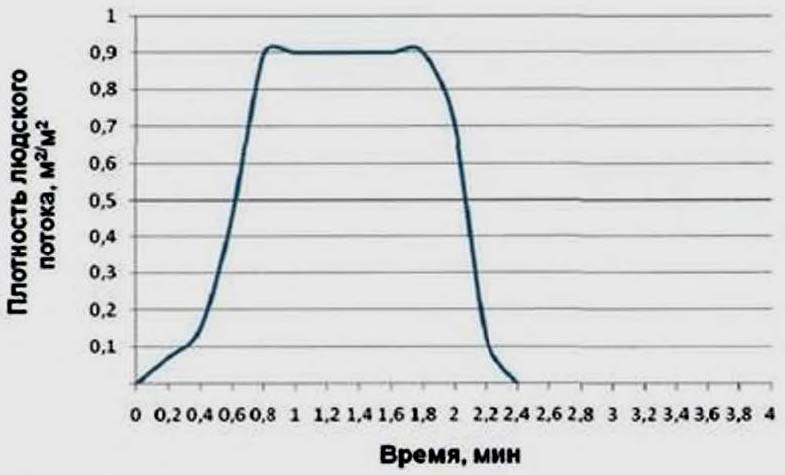 Плотность людского
потока, м²/м²
1
0,9
0,8
0,7
0,6
0,5
0,4
0,3
0,2
0,1
0 0,2 0,4 0,6 0,8 1 1,2 1,4 1,6 1,8 2 2,2 2,4 2,6 2,8 3 3,2 3,4 3,6 3,8 4
Время, мин